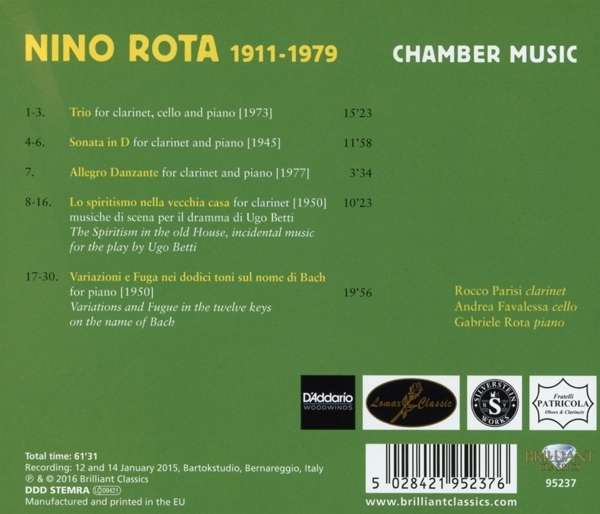 NINO ROTA 1911-1979
CHAMBER MUSIC
1-3. Trio for clarinet, cello and piano [1973] 15'23
4-6. Sonata in D for clarinet and piano [1945] 11'58
7. Allegro Danzante for clarinet and piano [1977] 3'34
8-16. Lo spiritismo nella vecchia casa for clarinet [1950] 10'23
musiche di scena per il dramma di Ugo Betti
The Spiritism in the old House, incidental music
for the play by Ugo Betti
17-30. Variazioni e Fuga nei dodici toni sul nome di Bach
for piano [1950] 19'56
Variations and Fugue in the twelve keys
on the name of Bach
Rocco Parisi clarinet
Andrea Favalessa cello
Gabriele Rota piano
D'Addario
WOODWINDS
Lomax Classic
SILVERSTEIN
S
WORKS
Fratelli
PATRICOLA
Oboes & Clarinets
Total time: 61'31
Recording: 12 and 14 January 2015, Bartokstudio, Bernareggio, Italy
℗ & © 2016 Brilliant Classics
DDD STEMRA LC 09421
Manufactured and printed in the EU
5 028421 952376
www.brilliantclassics.com
BRILLIANT
CLASSICS
95237